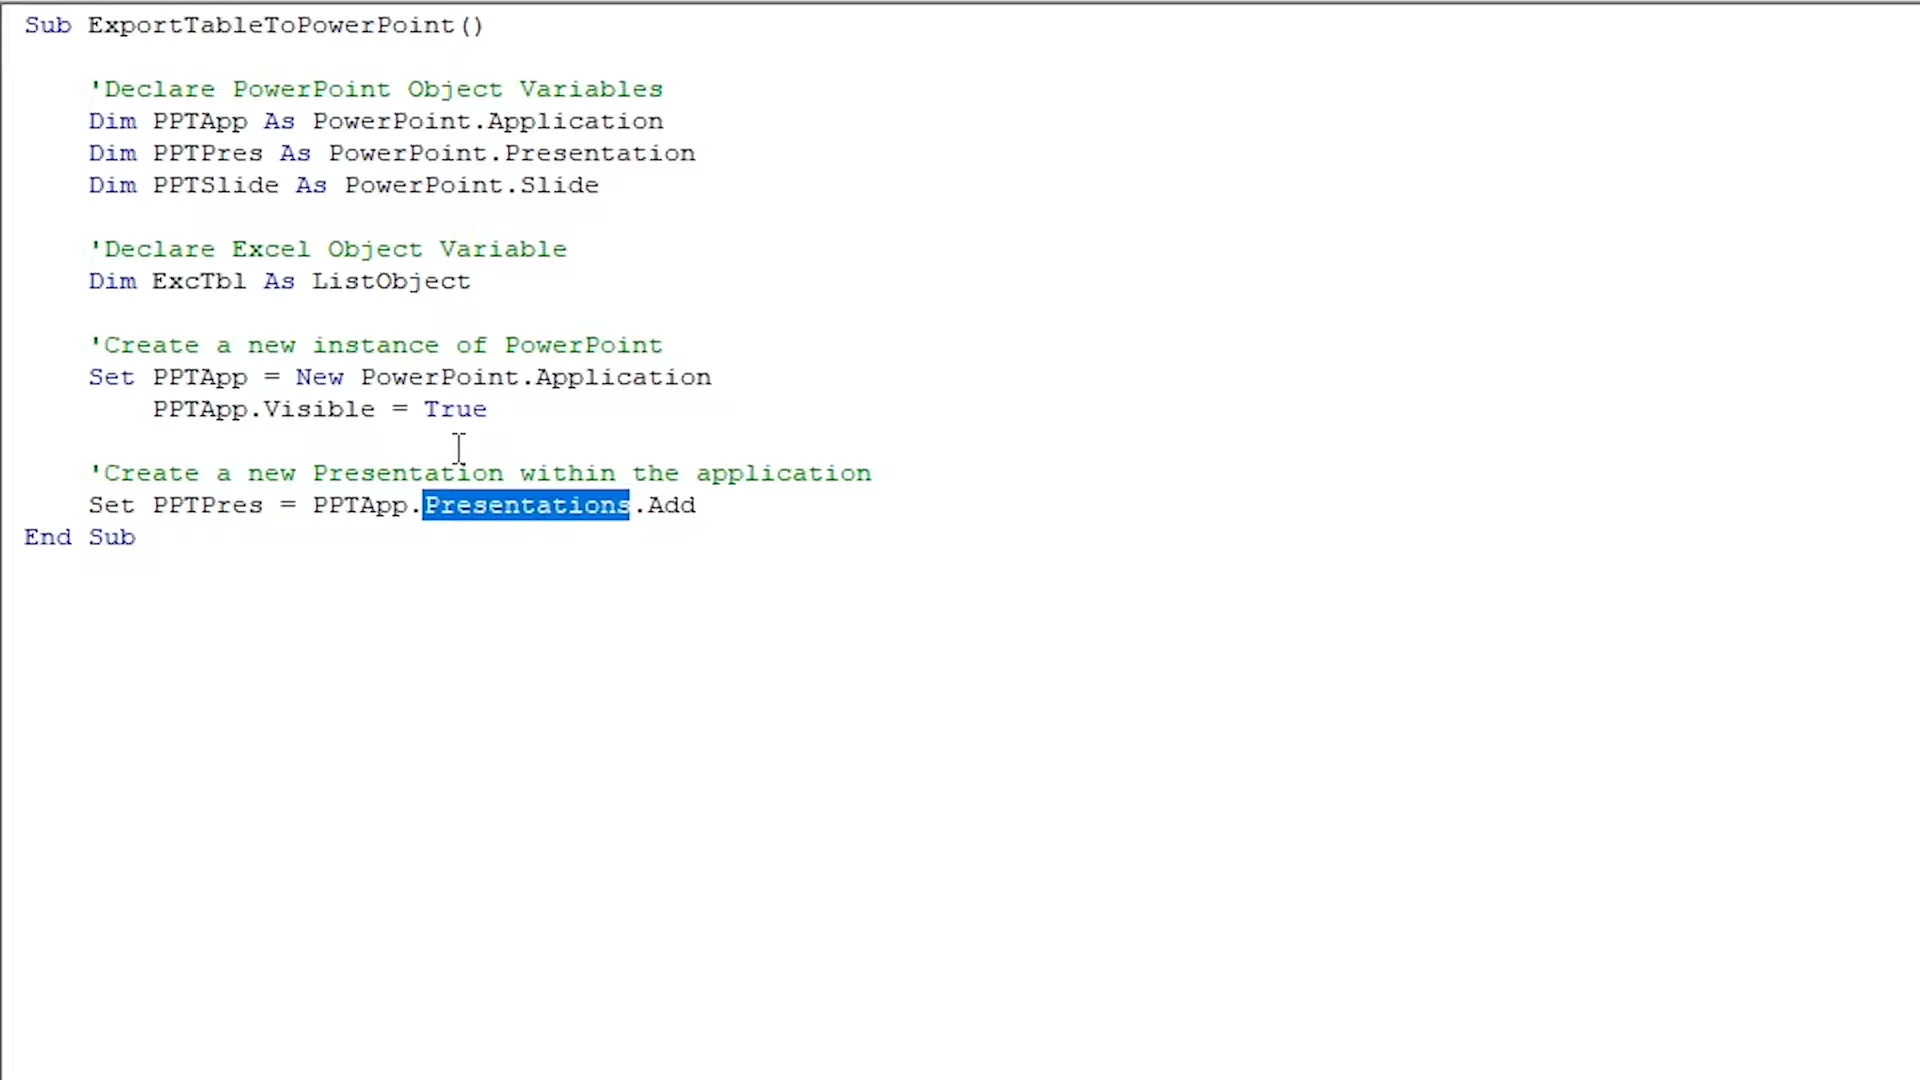 Sub ExportTableToPowerPoint()
'Declare PowerPoint Object Variables
Dim PPTApp As PowerPoint.Application
Dim PPTPres As PowerPoint.Presentation
Dim PPTSlide As PowerPoint.Slide
'Declare Excel Object Variable
Dim ExcTbl As ListObject
'Create a new instance of PowerPoint
Set PPTApp = New PowerPoint.Application
PPTApp.Visible = True
'Create a new Presentation within the application
Set PPTPres = PPTApp.Presentations.Add
End Sub